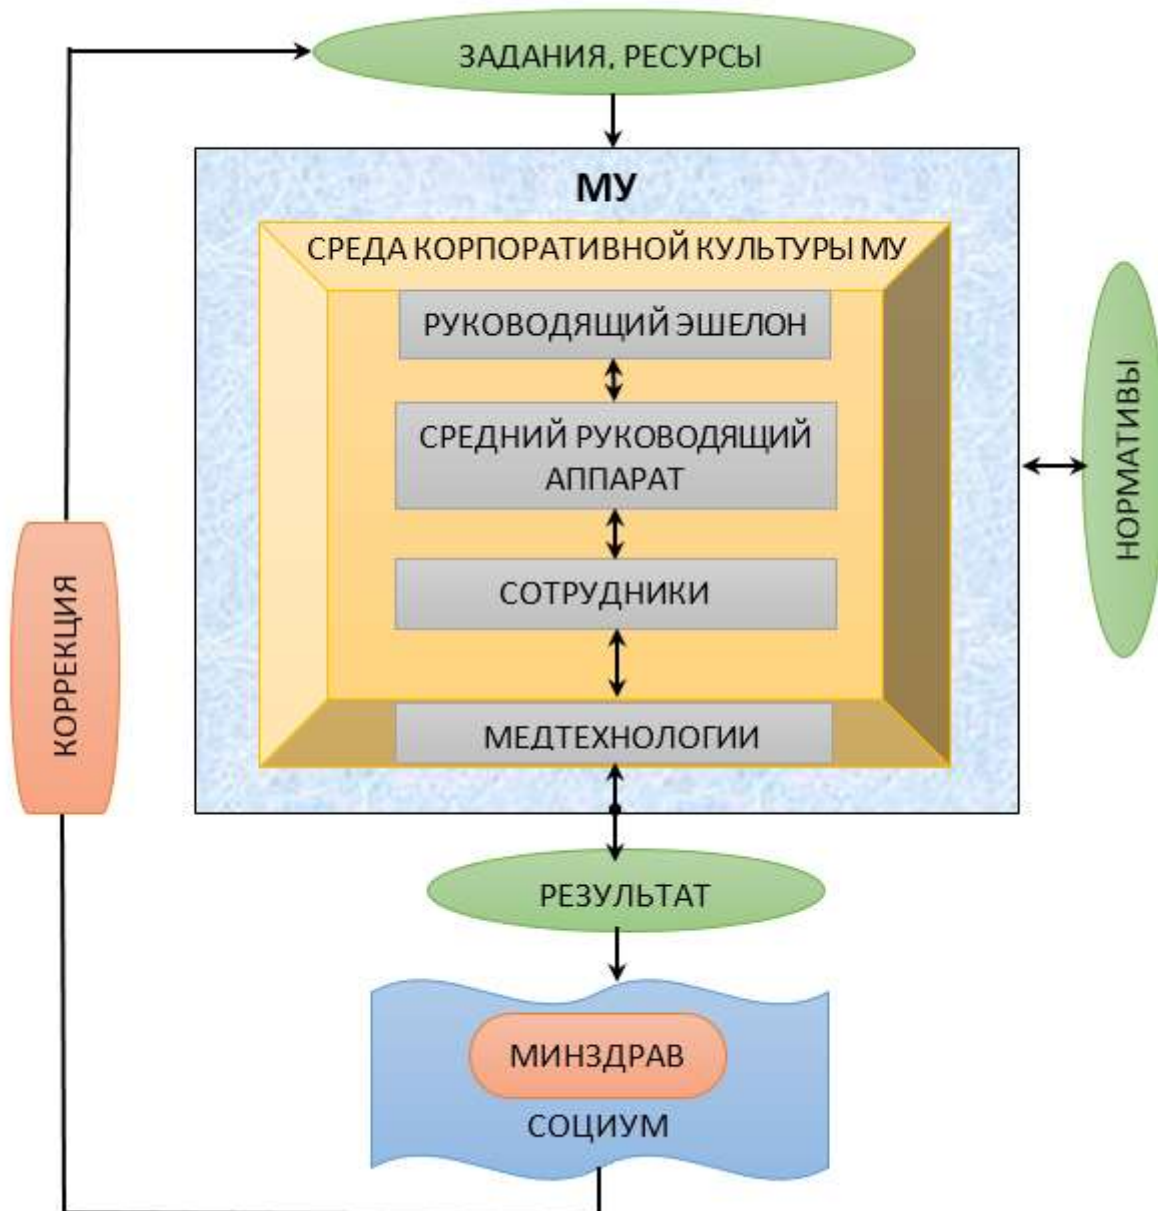 ЗАДАНИЯ, РЕСУРСЫ
МУ
СРЕДА КОРПОРАТИВНОЙ КУЛЬТУРЫ МУ
РУКОВОДЯЩИЙ ЭШЕЛОН
СРЕДНИЙ РУКОВОДЯЩИЙ
АППАРАТ
СОТРУДНИКИ
МЕДТЕХНОЛОГИИ
НОРМАТИВЫ
КОРРЕКЦИЯ
РЕЗУЛЬТАТ
МИНЗДРАВ
СОЦИУМ